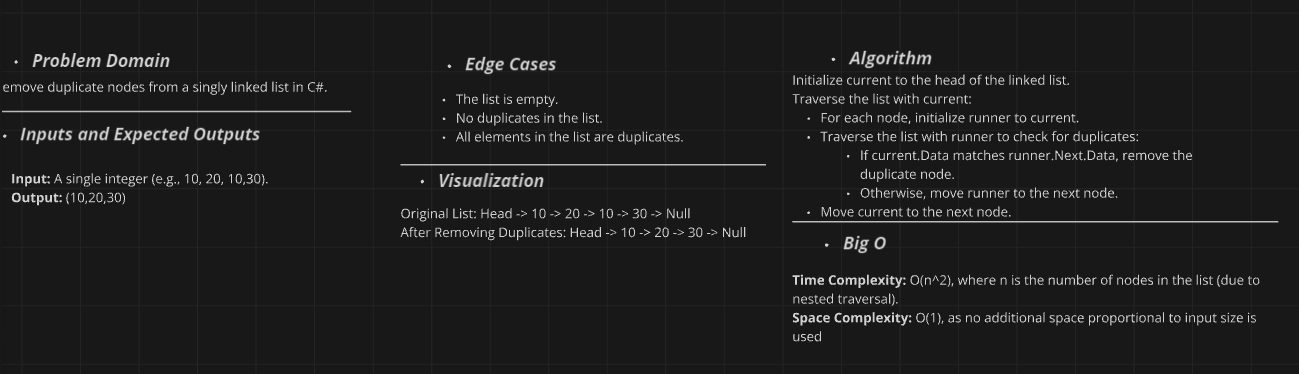 • Problem Domain
emove duplicate nodes from a singly linked list in C#.
• Inputs and Expected Outputs
Input: A single integer (e.g., 10, 20, 10,30).
Output: (10,20,30)
• Edge Cases
• The list is empty.
• No duplicates in the list.
• All elements in the list are duplicates.
• Visualization
Original List: Head -> 10 -> 20 -> 10 -> 30 -> Null
After Removing Duplicates: Head -> 10 -> 20 -> 30 -> Null
• Algorithm
Initialize current to the head of the linked list.
Traverse the list with current:
• For each node, initialize runner to current.
• Traverse the list with runner to check for duplicates:
• If current.Data matches runner.Next.Data, remove the
duplicate node.
• Otherwise, move runner to the next node.
• Move current to the next node.
• Big O
Time Complexity: O(n^2), where n is the number of nodes in the list (due to
nested traversal).
Space Complexity: O(1), as no additional space proportional to input size is
used